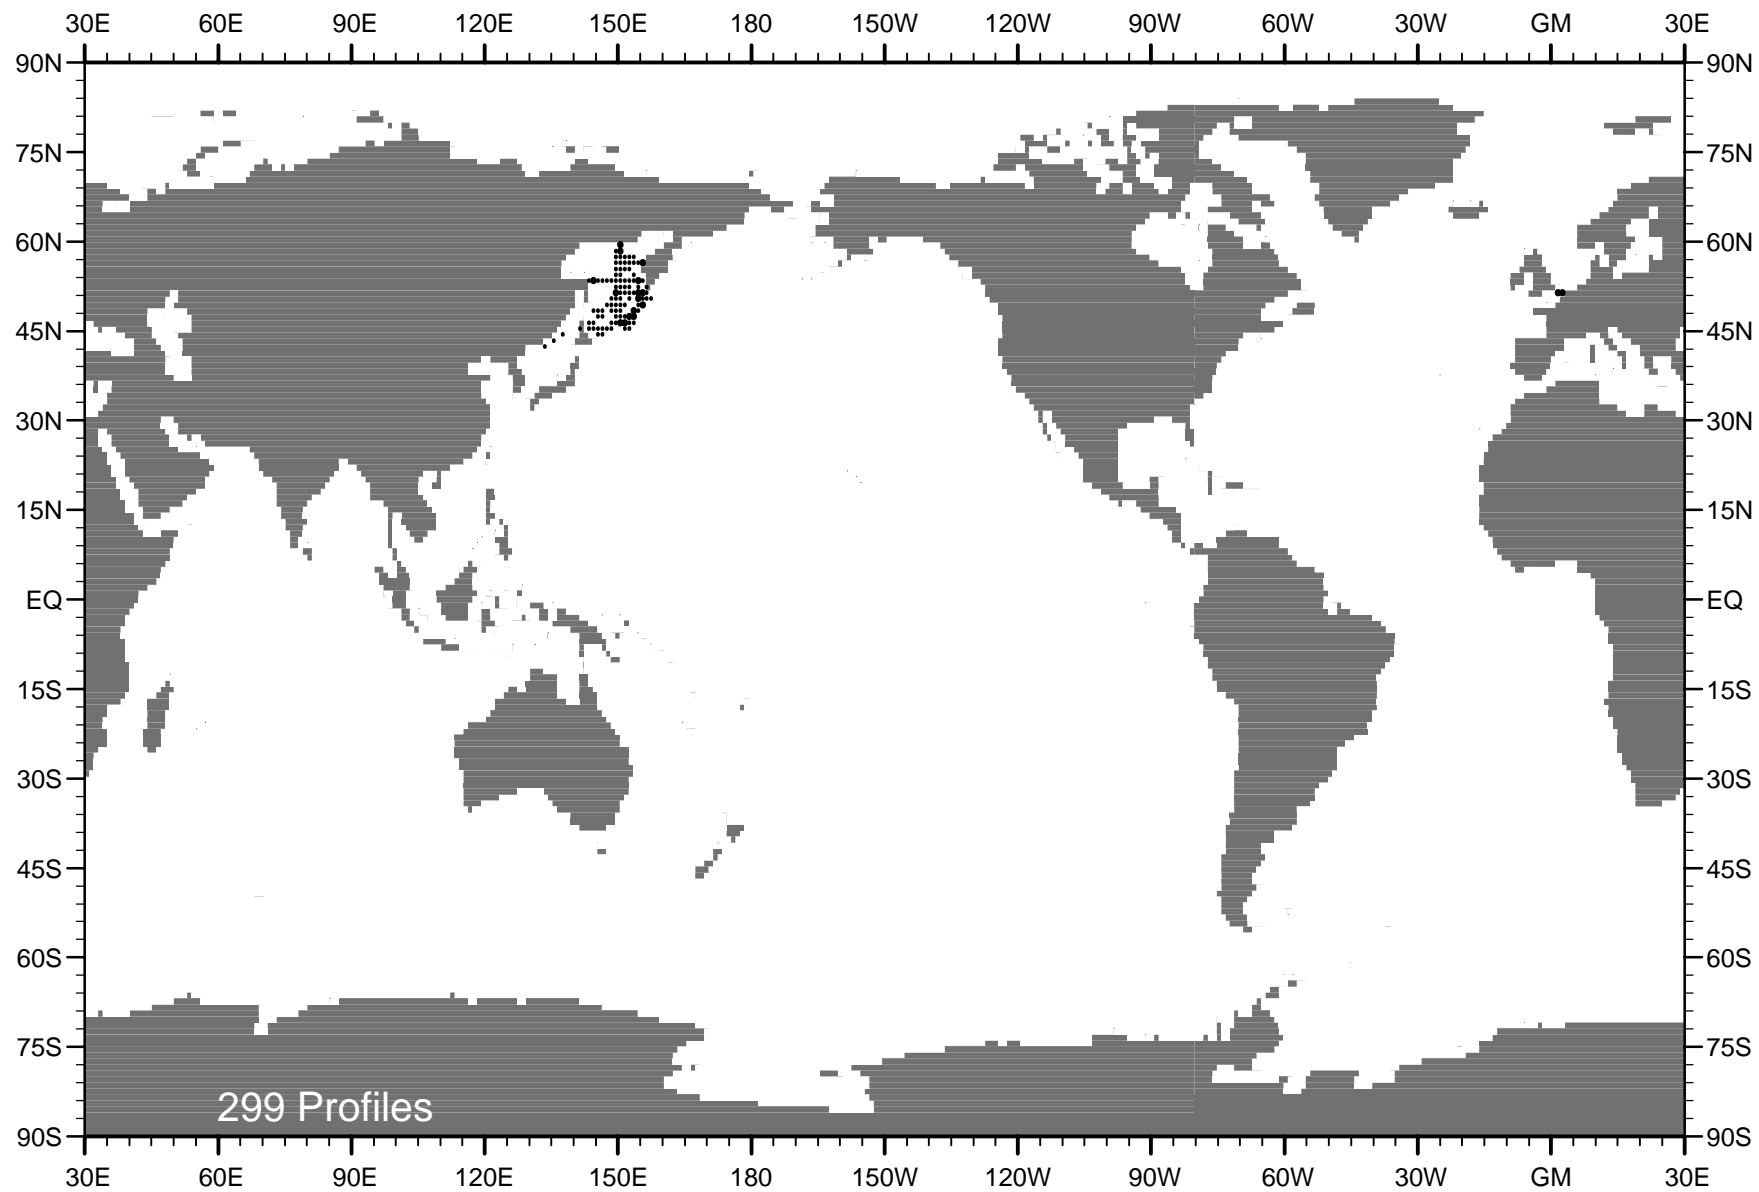 30E 60E 90E 120E 150E 180 150W 120W 90W 60W 30W GM 30E
90N 90N
75N 75N
60N 60N
45N 45N
30N 30N
15N 15N
EQ EQ
15S 15S
30S 30S
45S 45S
60S 60S
75S 75S
299 Profiles
90S 90S
30E 60E 90E 120E 150E 180 150W 120W 90W 60W 30W GM 30E